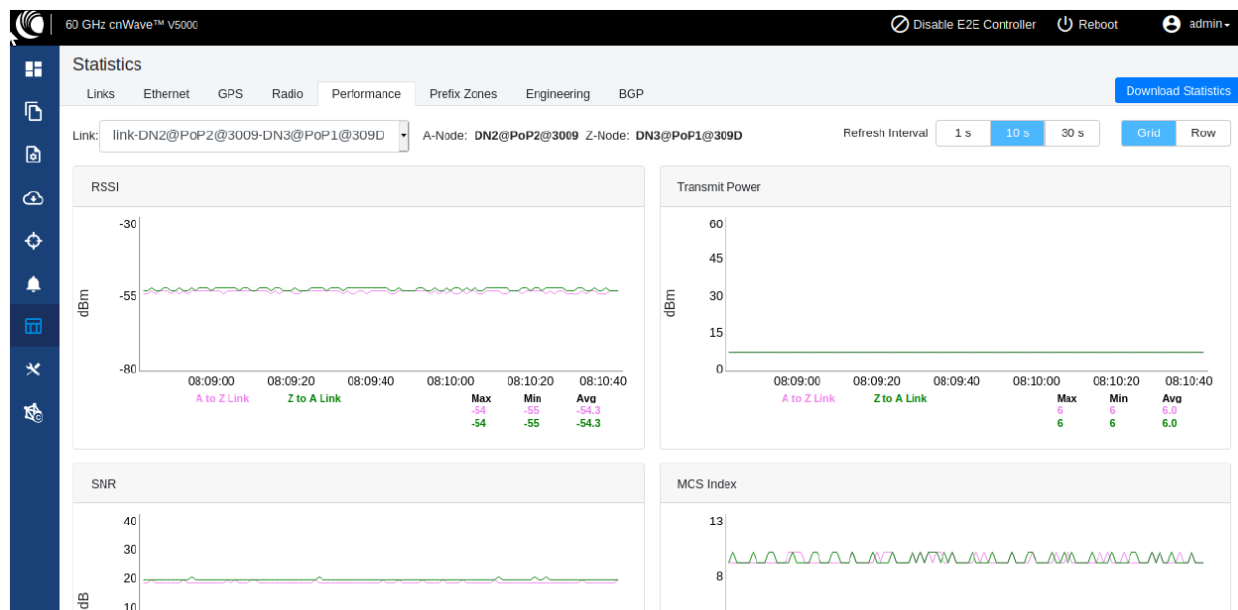 60 GHz cnWave™ V5000 Disable E2E Controller Reboot admin
Statistics
Links Ethernet GPS Radio Performance Prefix Zones Engineering BGP Download Statistics
Link: link-DN2@PoP2@3009-DN3@PoP1@309D A-Node: DN2@PoP2@3009 Z-Node: DN3@PoP1@309D Refresh Interval 1 s 10 s 30 s Grid Row
RSSI
-30
-55
-80
dBm
08:09:00 08:09:20 08:09:40 08:10:00 08:10:20 08:10:40
A to Z Link Z to A Link Max Min Avg
-54 -55 -54.3
-54 -55 -54.3
Transmit Power
60
45
30
15
0
dBm
08:09:00 08:09:20 08:09:40 08:10:00 08:10:20 08:10:40
A to Z Link Z to A Link Max Min Avg
6 6 6.0
6 6 6.0
SNR
40
30
20
10
dB
MCS Index
13
8